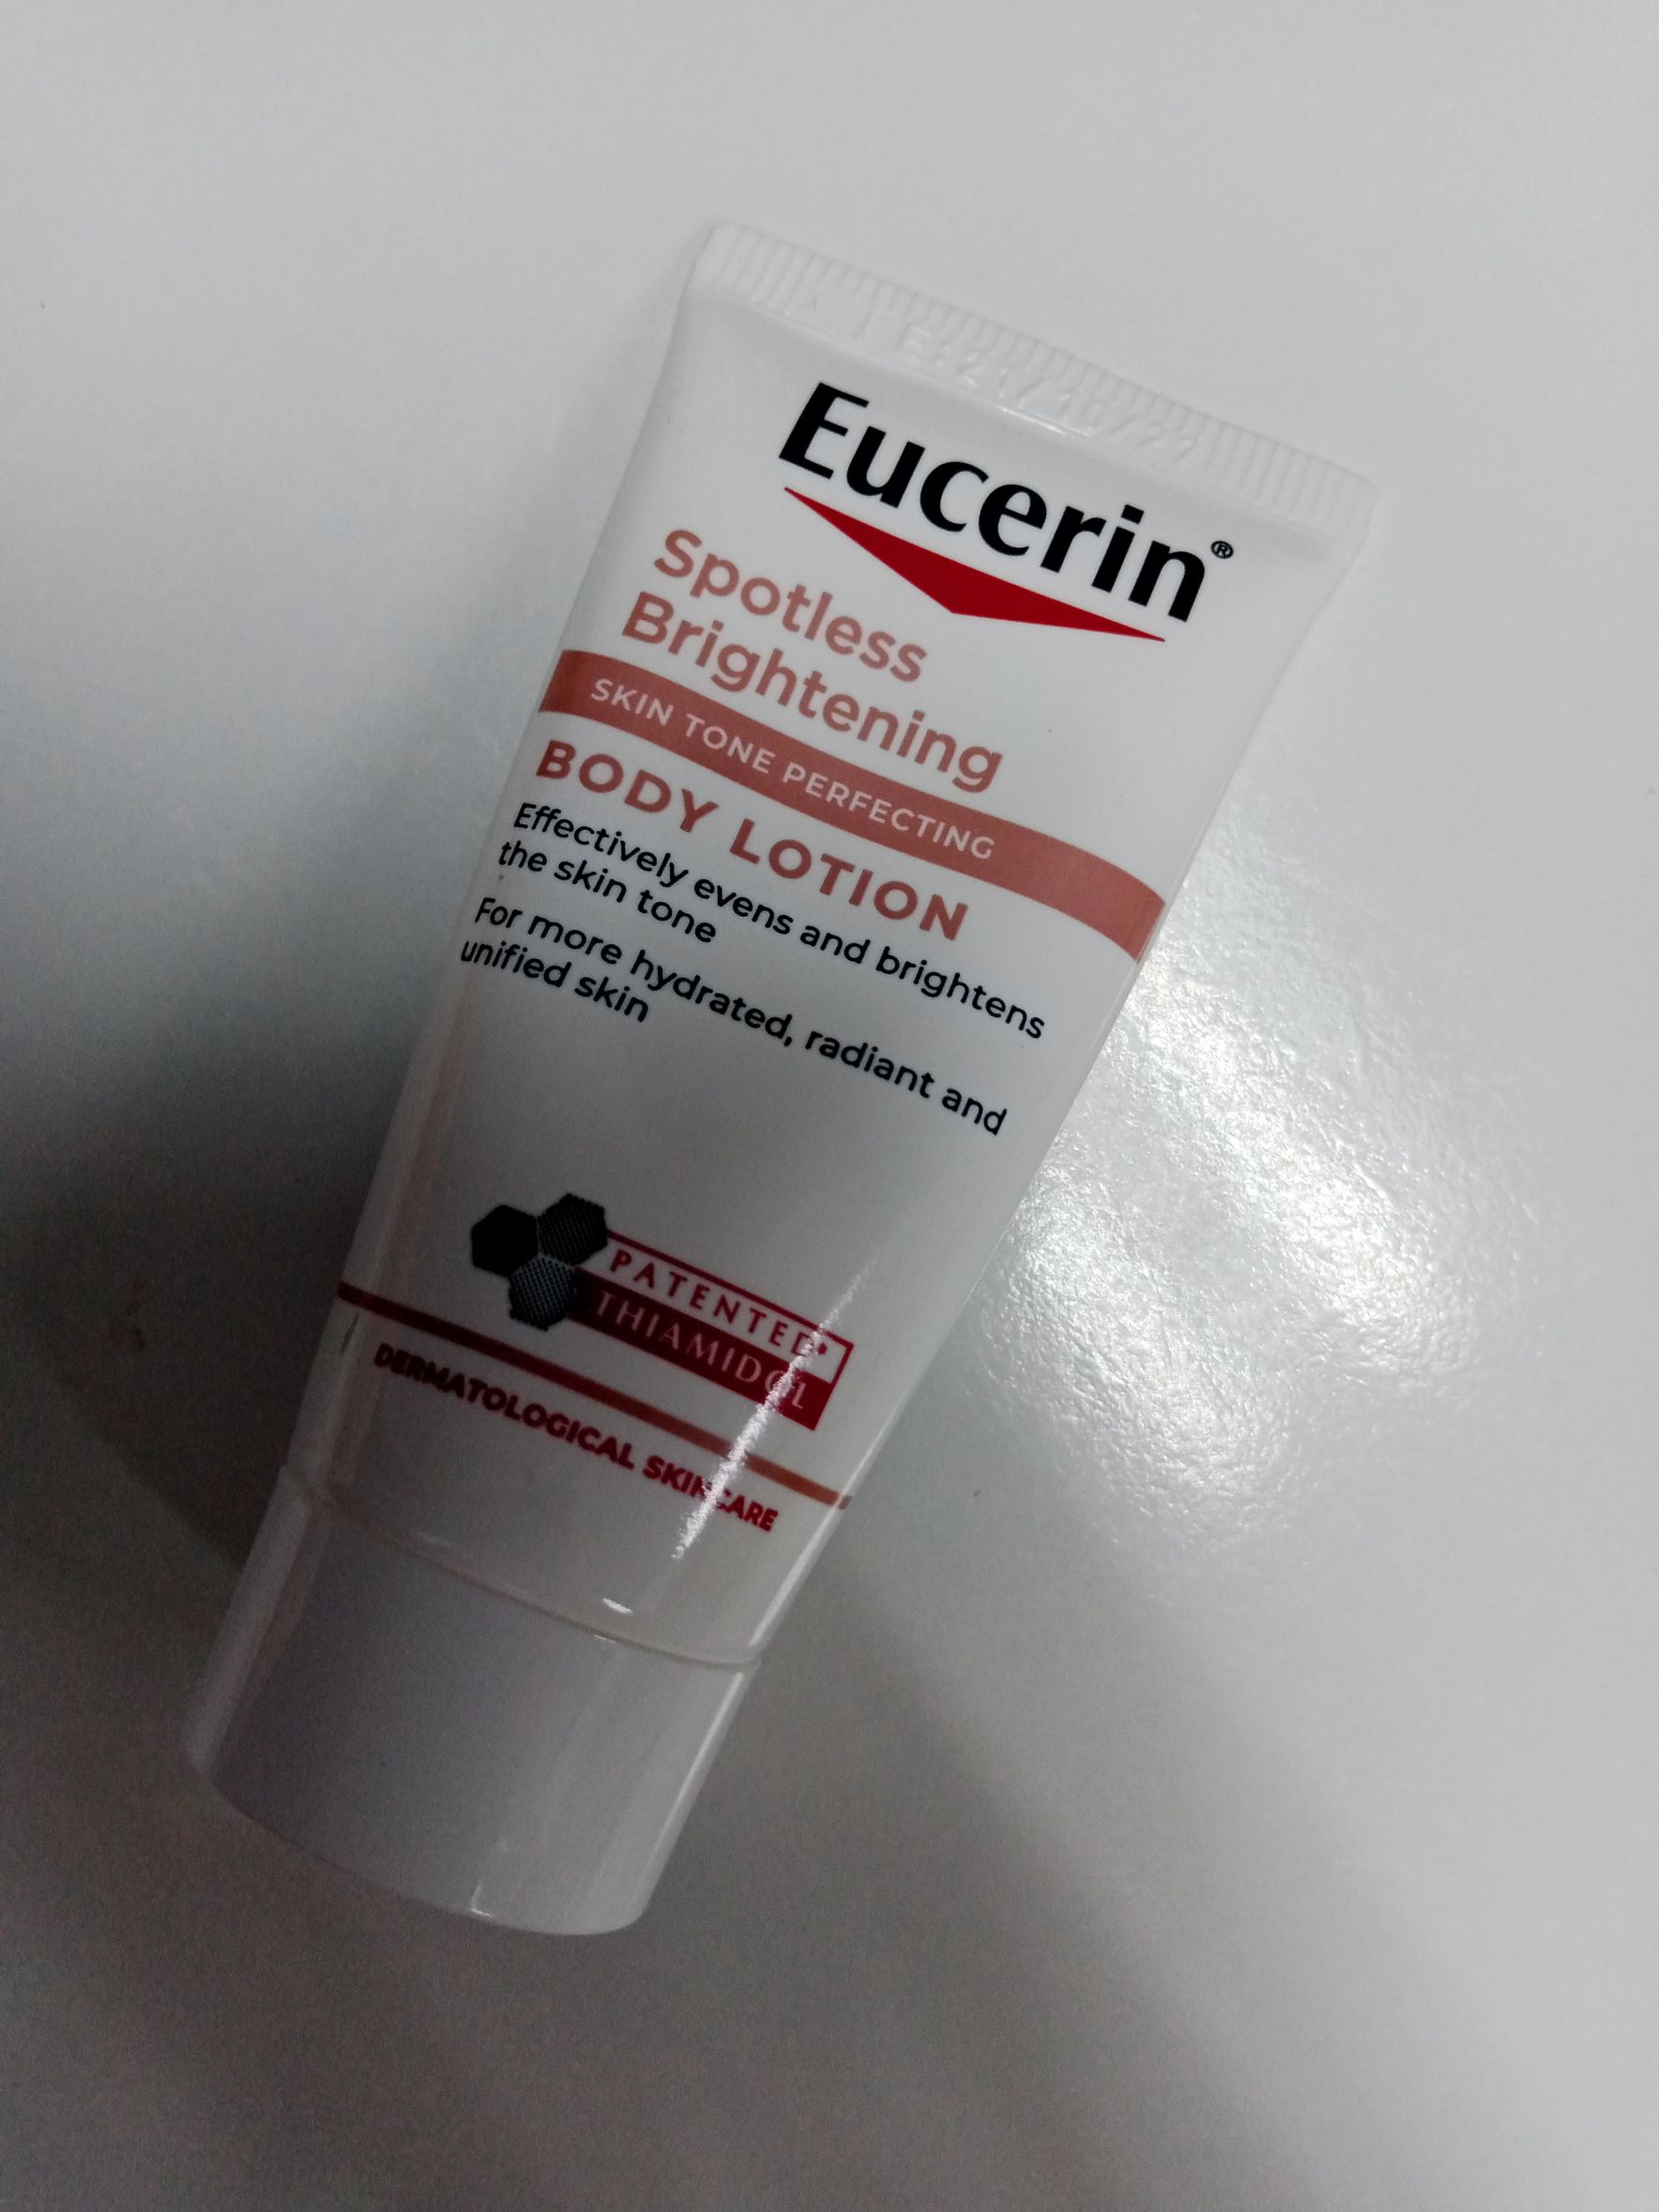 Eucerin®
Spotless
Brightening
SKIN TONE PERFECTING
BODY LOTION
Effectively evens and brightens
the skin tone
For more hydrated, radiant and
unified skin
PATENTED*
THIAMIDOL
DERMATOLOGICAL SKINCARE